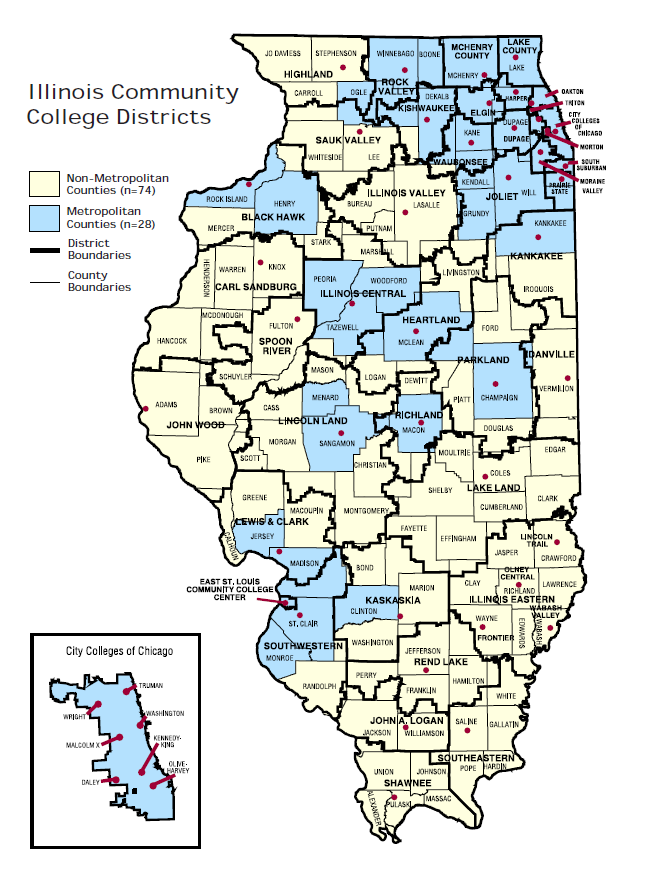 Illinois Community
College Districts
Non-Metropolitan
Counties (n=74)
Metropolitan
Counties (n=28)
District
Boundaries
County
Boundaries
JO DAVIESS
STEPHENSON
HIGHLAND
CARROLL
WINNEBAGO
BOONE
ROCK
VALLEY
OGLE
MCHENRY
COUNTY
MCHENRY
LAKE
COUNTY
LAKE
DEKALB
KISHWAUKEE
ELGIN
KANE
HARPER
DUPAGE
DUPAGE
OAKTON
TRITON
CITY
COLLEGES
OF
CHICAGO
MORTON
SOUTH
SUBURBAN
MORAINE
VALLEY
PRAIRIE
STATE
SAUK VALLEY
WHITESIDE
LEE
WAUBONSEE
KENDALL
JOLIET
WILL
GRUNDY
ROCK ISLAND
HENRY
BLACK HAWK
MERCER
BUREAU
ILLINOIS VALLEY
LASALLE
PUTNAM
STARK
MARSHALL
KANKAKEE
KANKAKEE
HENDERSON
WARREN
KNOX
CARL SANDBURG
PEORIA
WOODFORD
ILLINOIS CENTRAL
TAZEWELL
LIVINGSTON
IROQUOIS
MCDONOUGH
HANCOCK
FULTON
SPOON
RIVER
SCHUYLER
HEARTLAND
MCLEAN
FORD
PARKLAND
DANVILLE
VERMILION
CHAMPAIGN
MASON
LOGAN
DEWITT
PIATT
ADAMS
BROWN
JOHN WOOD
PIKE
CASS
MENARD
LINCOLN LAND
SANGAMON
MORGAN
SCOTT
CHRISTIAN
RICHLAND
MACON
DOUGLAS
MOULTRIE
EDGAR
COLES
LAKE LAND
SHELBY
CUMBERLAND
CLARK
GREENE
MACOUPIN
MONTGOMERY
LEWIS & CLARK
JERSEY
CALHOUN
MADISON
FAYETTE
EFFINGHAM
BOND
LINCOLN
TRAIL
JASPER
CRAWFORD
OLNEY
CENTRAL
RICHLAND
LAWRENCE
CLAY
ILLINOIS EASTERN
WABASH
VALLEY
WAYNE
FRONTIER
EDWARDS
WABASH
EAST ST. LOUIS
COMMUNITY COLLEGE
CENTER
MARION
KASKASKIA
CLINTON
ST. CLAIR
WASHINGTON
SOUTHWESTERN
MONROE
JEFFERSON
REND LAKE
RANDOLPH
PERRY
FRANKLIN
HAMILTON
WHITE
JOHN A. LOGAN
JACKSON
WILLIAMSON
SALINE
GALLATIN
SOUTHEASTERN
POPE
HARDIN
UNION
JOHNSON
SHAWNEE
ALEXANDER
PULASKI
MASSAC
City Colleges of Chicago
TRUMAN
WRIGHT
WASHINGTON
MALCOLM X
KENNEDY-
KING
OLIVE-
HARVEY
DALEY